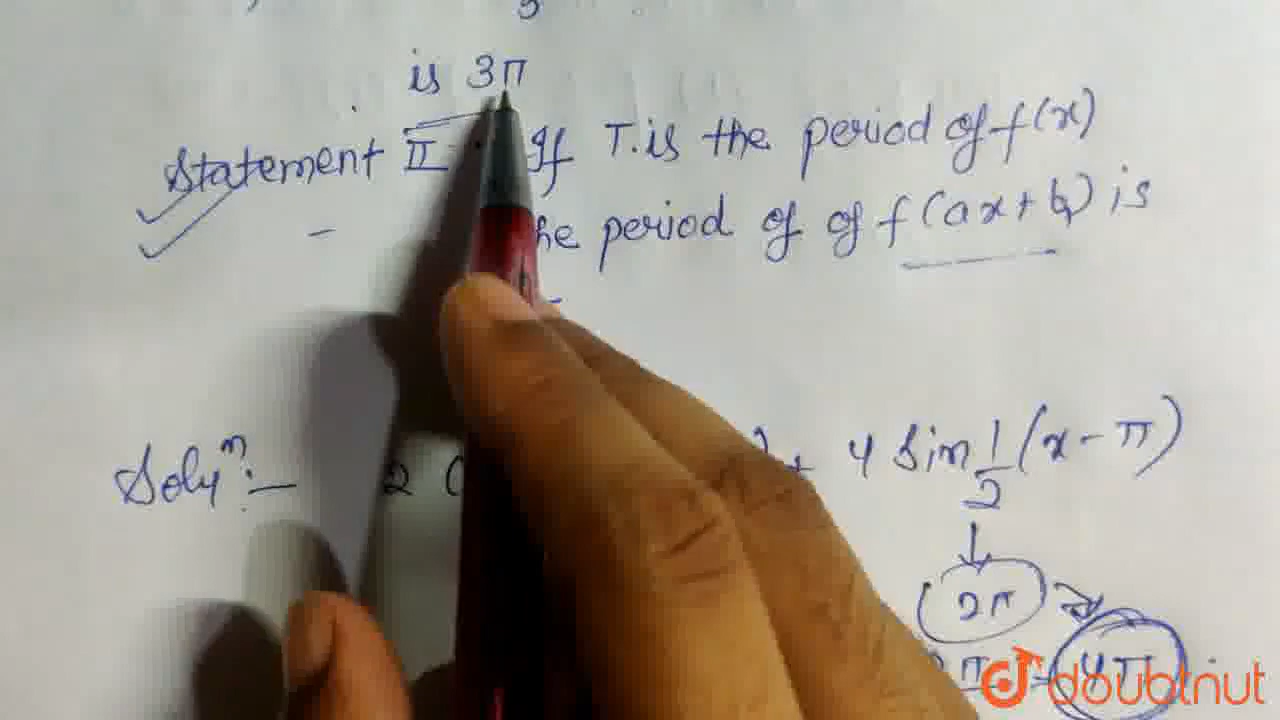 is 3π
Statement II If T is the period of f(x)
the period of of f(ax+b) is
Solyⁿ:- 2 ( + 4 Sin 1/2 (x-π)
↓
2π
π = 4π
doubtnut